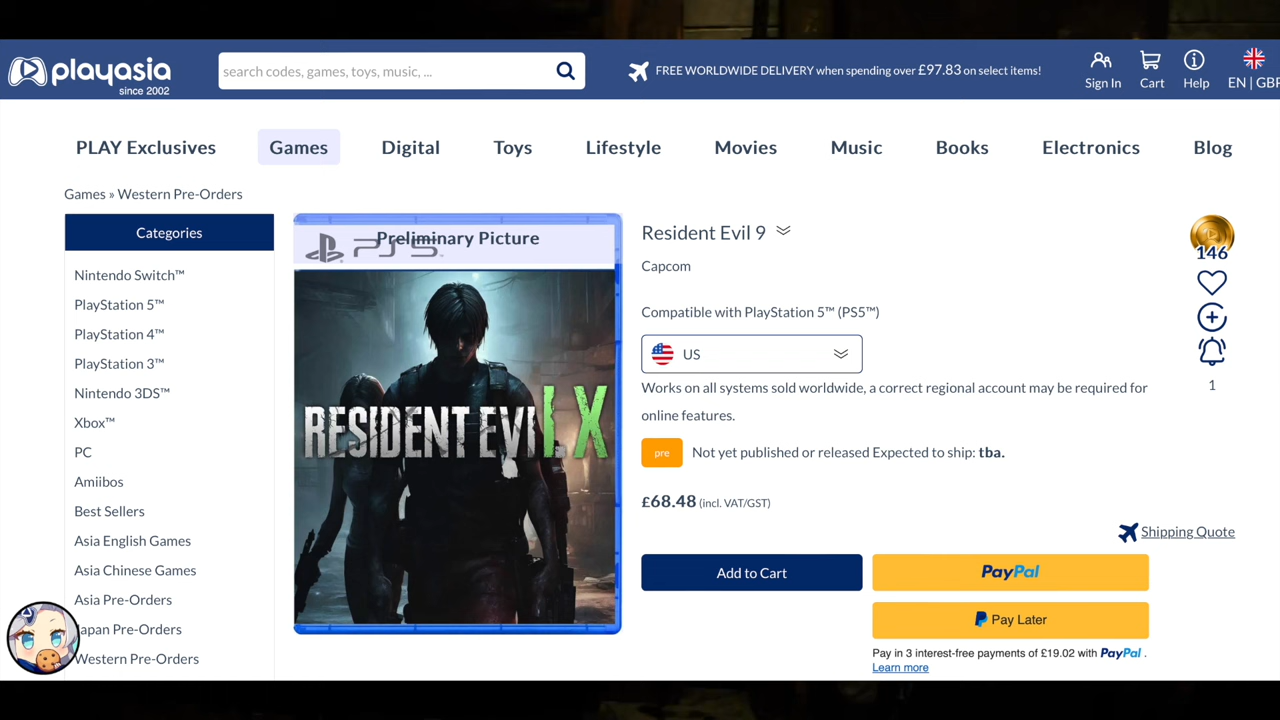 playasia
since 2002
search codes, games, toys, music, ...
FREE WORLDWIDE DELIVERY when spending over £97.83 on select items!
Sign In
Cart
Help
EN | GBP
PLAY Exclusives
Games
Digital
Toys
Lifestyle
Movies
Music
Books
Electronics
Blog
Games » Western Pre-Orders
Categories
Nintendo Switch™
PlayStation 5™
PlayStation 4™
PlayStation 3™
Nintendo 3DS™
Xbox™
PC
Amiibos
Best Sellers
Asia English Games
Asia Chinese Games
Asia Pre-Orders
Japan Pre-Orders
Western Pre-Orders
Preliminary Picture
PS5
RESIDENT EVIL IX
Resident Evil 9
Capcom
Compatible with PlayStation 5™ (PS5™)
US
Works on all systems sold worldwide, a correct regional account may be required for
online features.
pre
Not yet published or released Expected to ship: tba.
£68.48 (incl. VAT/GST)
Shipping Quote
Add to Cart
PayPal
Pay Later
Pay in 3 interest-free payments of £19.02 with PayPal .
Learn more
146
1